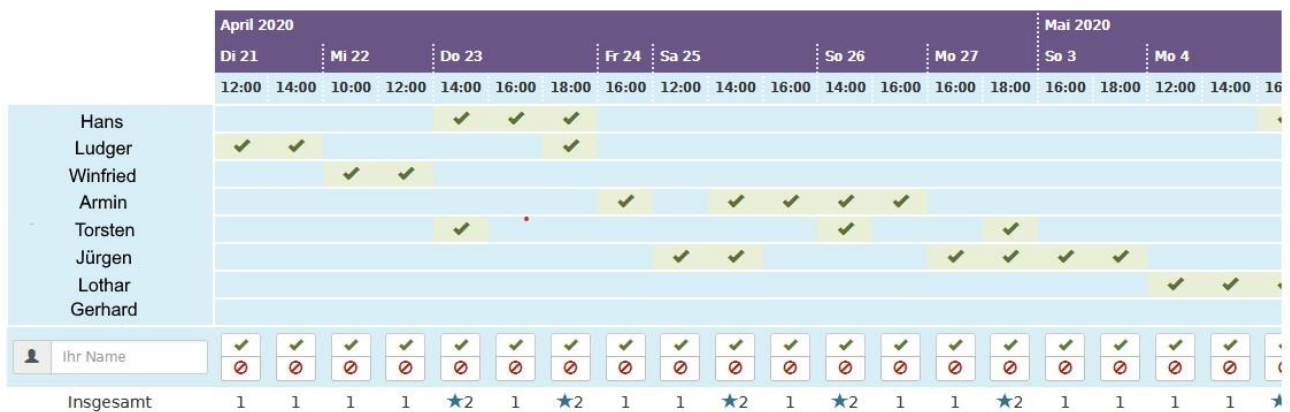 April 2020 Mai 2020
Di 21 Mi 22 Do 23 Fr 24 Sa 25 So 26 Mo 27 So 3 Mo 4
12:00 14:00 10:00 12:00 14:00 16:00 18:00 16:00 12:00 14:00 16:00 14:00 16:00 16:00 18:00 16:00 18:00 12:00 14:00 16
Hans
Ludger
Winfried
Armin
Torsten
Jürgen
Lothar
Gerhard
Ihr Name
Insgesamt 1 1 1 1 2 1 2 1 1 2 1 2 1 1 2 1 1 1 1